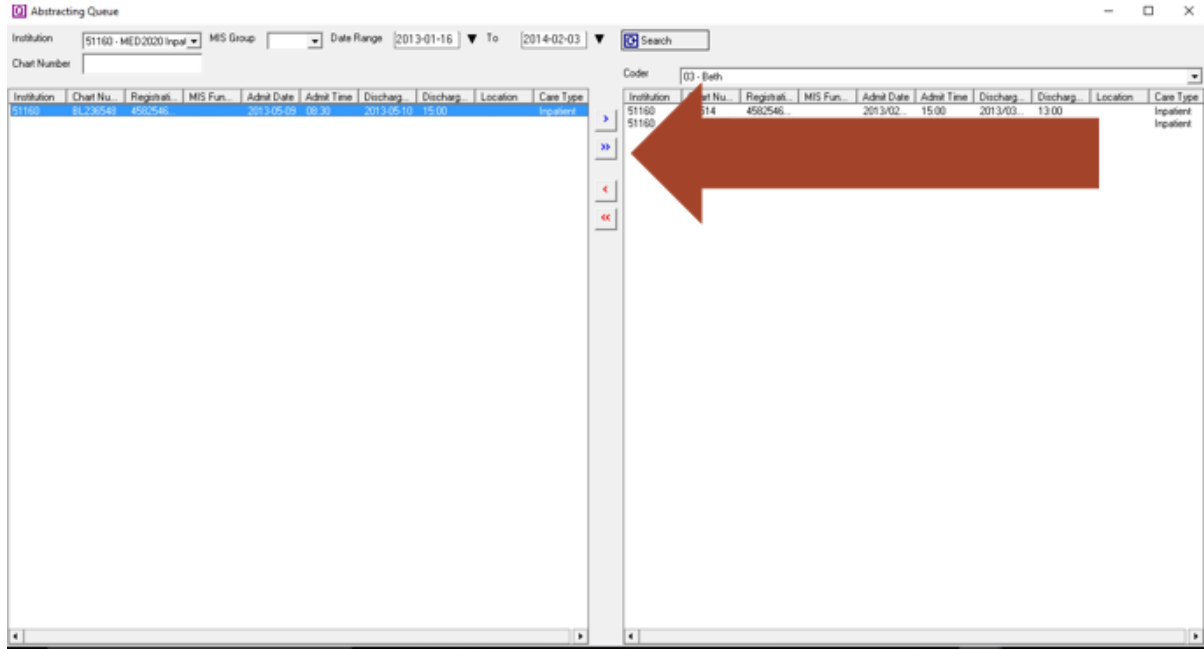 Abstracting Queue
Institution 51160 - MED2020 Inpat MIS Group Date Range 2013-01-16 To 2014-02-03 Search
Chart Number
Coder 03 - Beth
Institution Chart Nu... Registrati... MIS Fun... Admit Date Admit Time Discharg... Discharg... Location Care Type
51160 BL236548 4582546... 2013-05-09 08:30 2013-05-10 15:00 Inpatient
> 
>>
<
<<
Institution art Nu... Registrati... MIS Fun... Admit Date Admit Time Discharg... Discharg... Location Care Type
51160 514 4582546... 2013/02... 15:00 2013/03... 13:00 Inpatient
51160 Inpatient